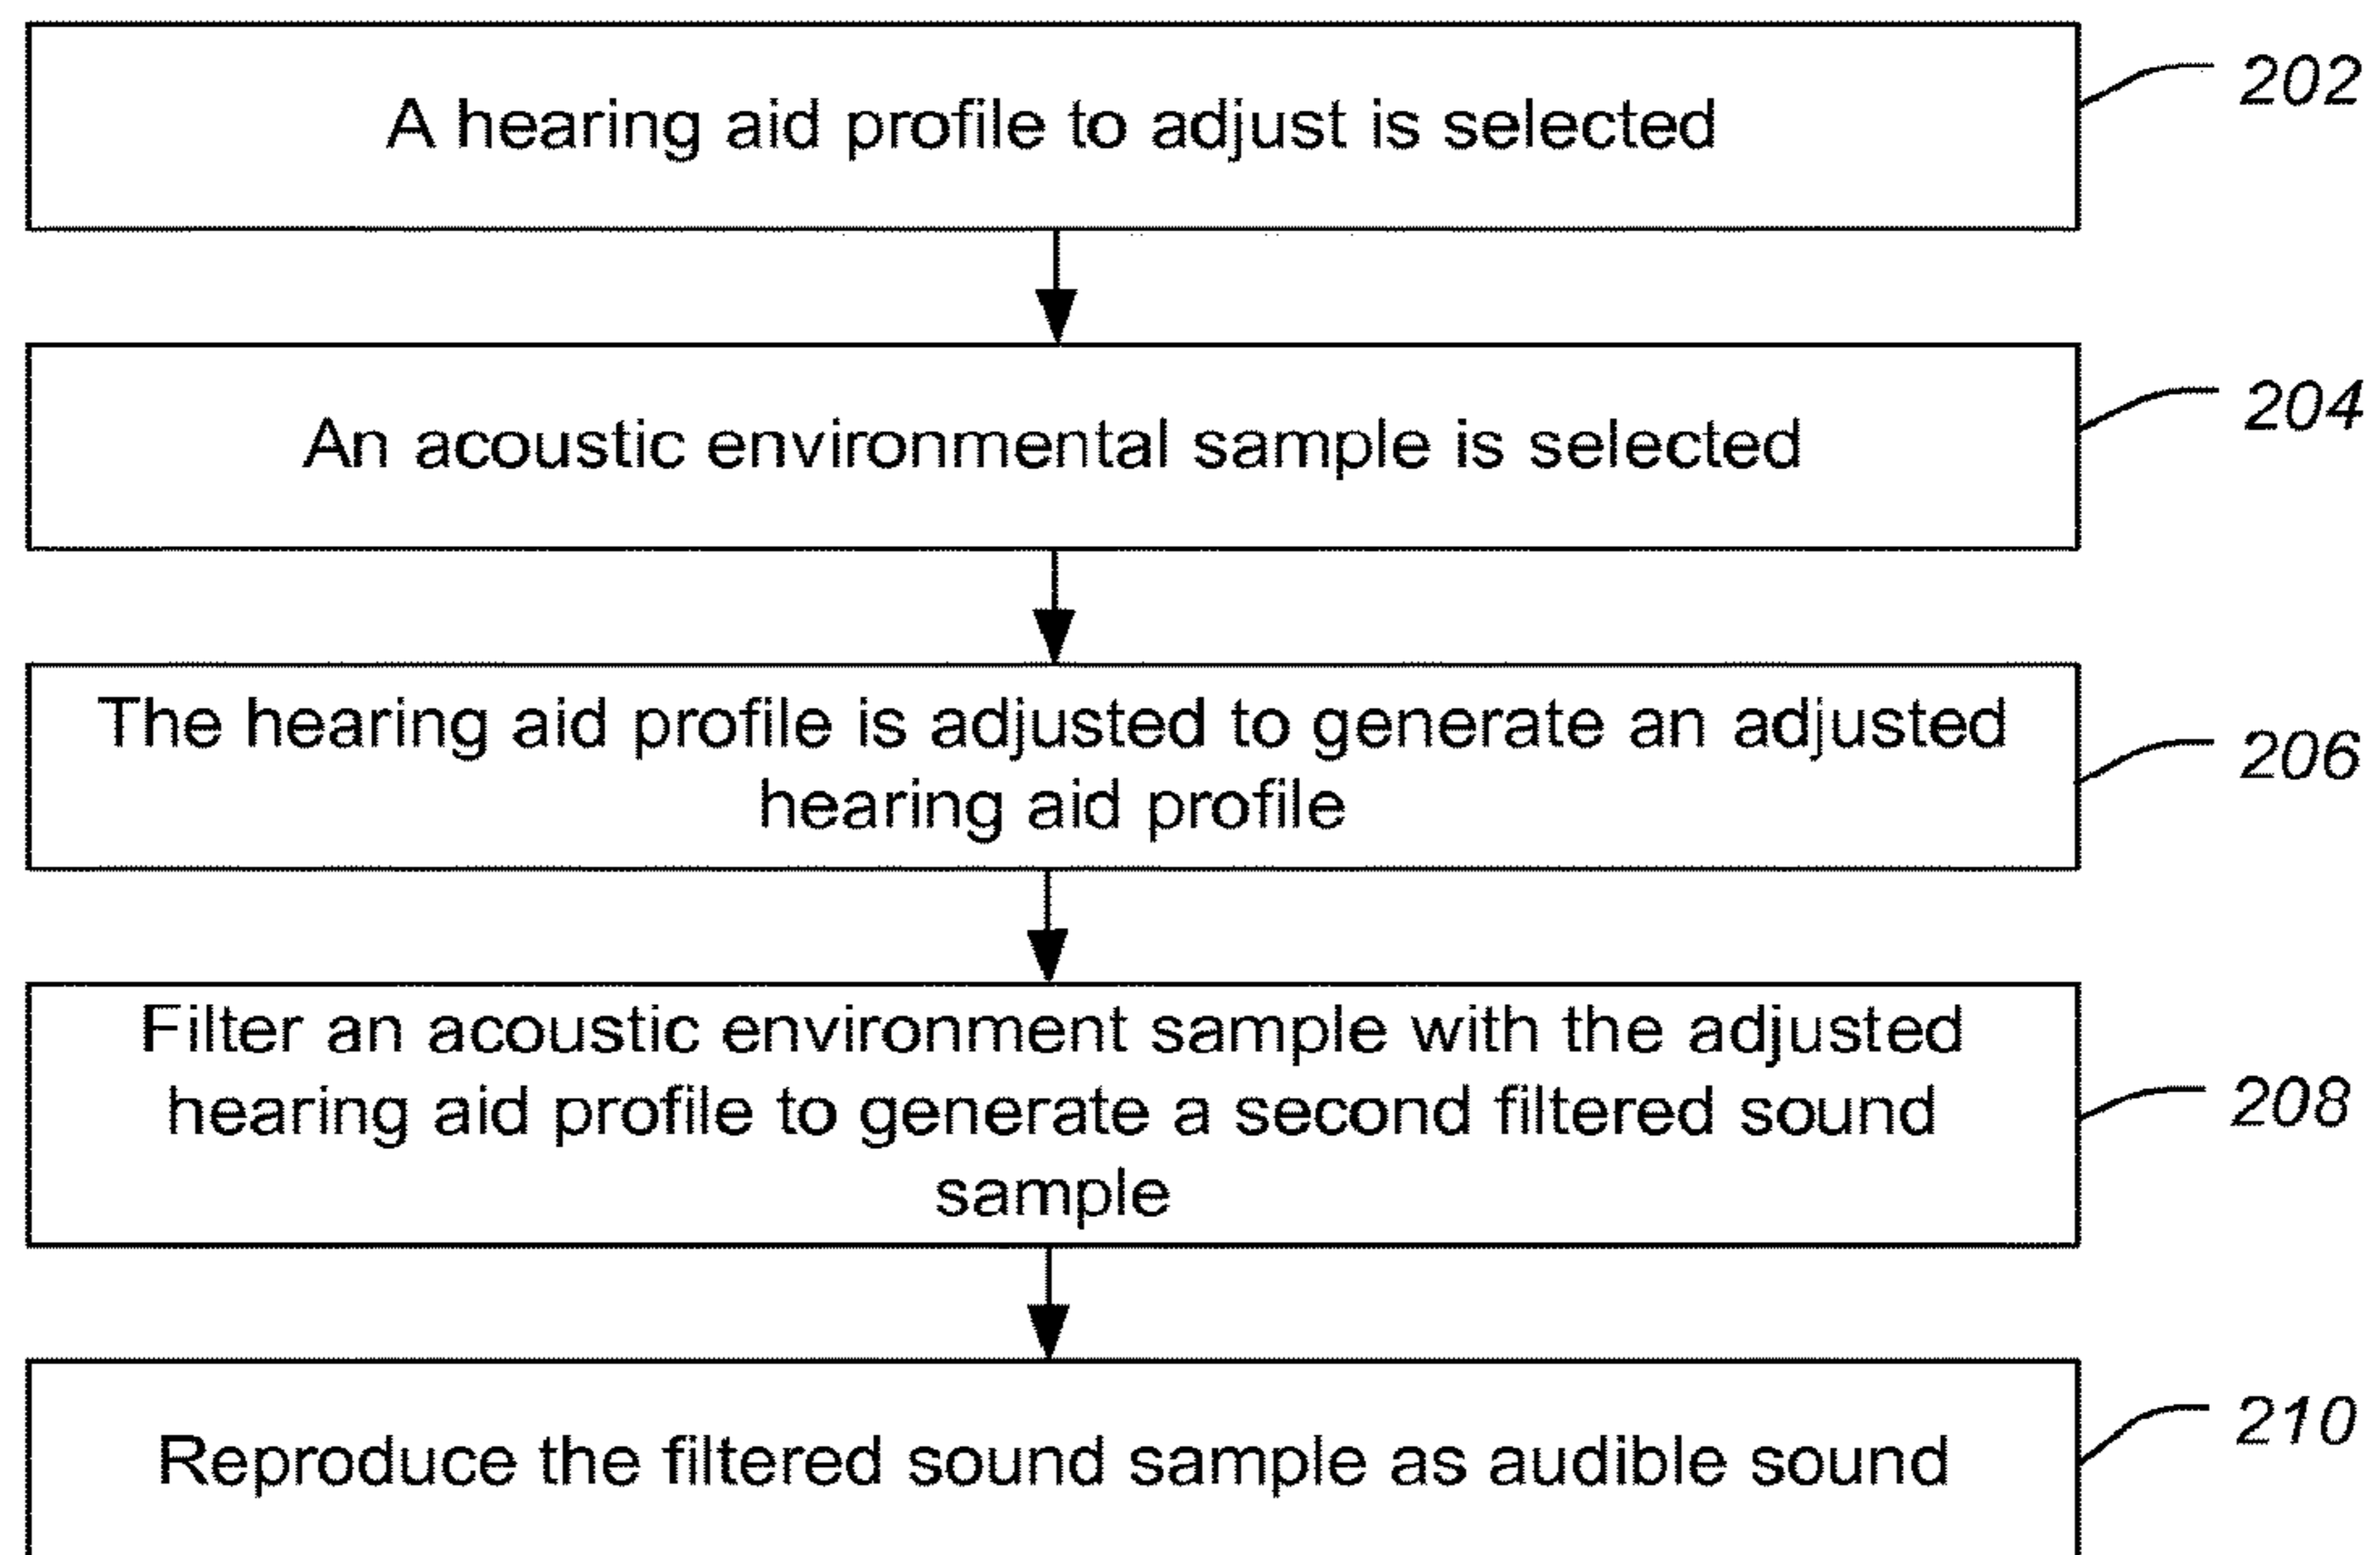 A hearing aid profile to adjust is selected
202
An acoustic environmental sample is selected
204
The hearing aid profile is adjusted to generate an adjusted
hearing aid profile
206
Filter an acoustic environment sample with the adjusted
hearing aid profile to generate a second filtered sound
sample
208
Reproduce the filtered sound sample as audible sound
210